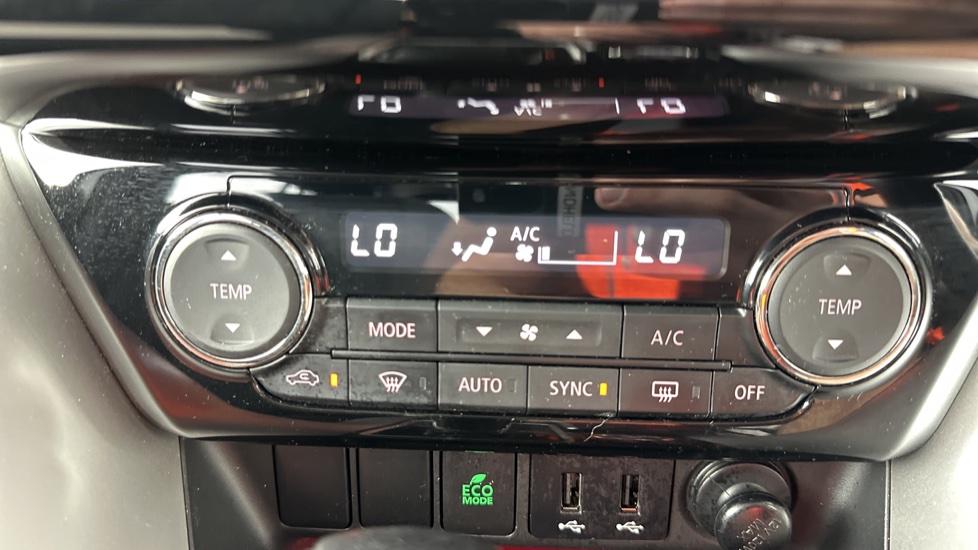 LO A/C LO
TEMP
TEMP
MODE
A/C
AUTO
SYNC
OFF
ECO
MODE